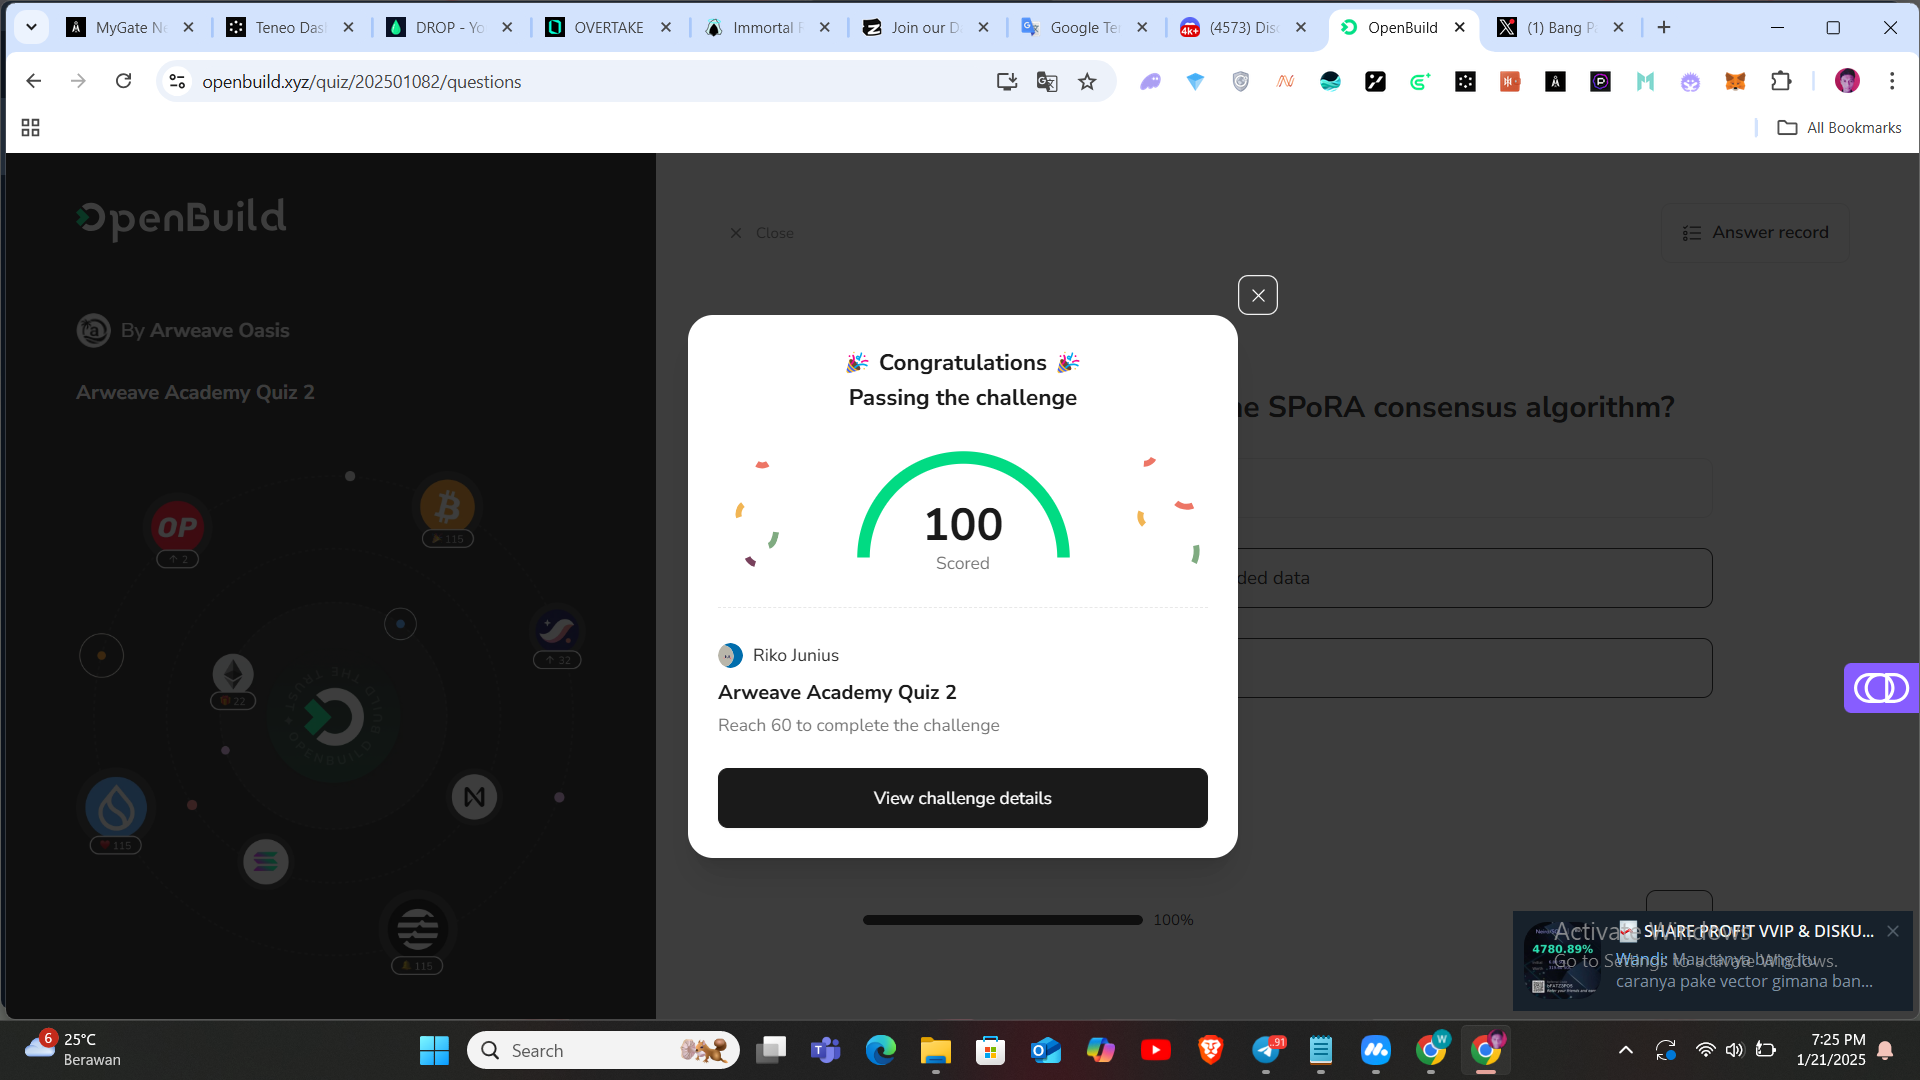 MyGate Ne
Teneo Dash
DROP - Yo
OVERTAKE
Immortal R
Join our D
Google Ter
(4573) Disc
OpenBuild
(1) Bang P
openbuild.xyz/quiz/202501082/questions
All Bookmarks
OpenBuild
Close
Answer record
By Arweave Oasis
Arweave Academy Quiz 2
he SPoRA consensus algorithm?
ded data
🎉 Congratulations 🎉
Passing the challenge
100
Scored
Riko Junius
Arweave Academy Quiz 2
Reach 60 to complete the challenge
View challenge details
100%
OP
2
115
32
22
115
115
Activate Windows
Go to Settings to activate Windows.
SHARE PROFIT VVIP & DISKU...
4780.89%
Wandi: Mau tanya bang itu
caranya pake vector gimana ban...
6
25°C
Berawan
Search
91
W
7:25 PM
1/21/2025